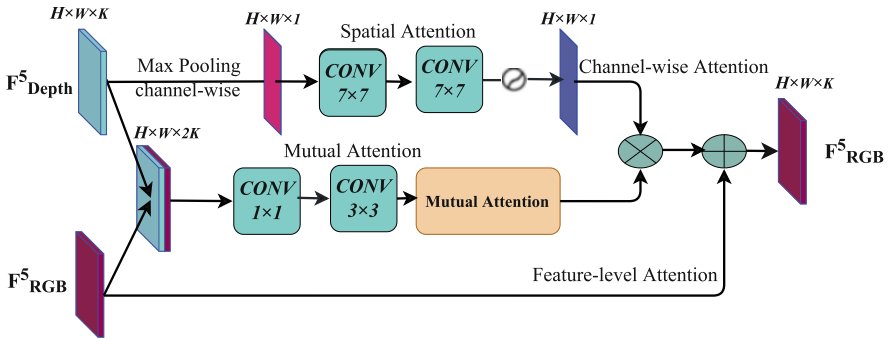 H×W×K
H×W×1
Spatial Attention
H×W×1
F⁵Depth
Max Pooling
channel-wise
CONV
7×7
CONV
7×7
Channel-wise Attention
H×W×K
H×W×2K
Mutual Attention
F⁵RGB
CONV
1×1
CONV
3×3
Mutual Attention
F⁵RGB
Feature-level Attention